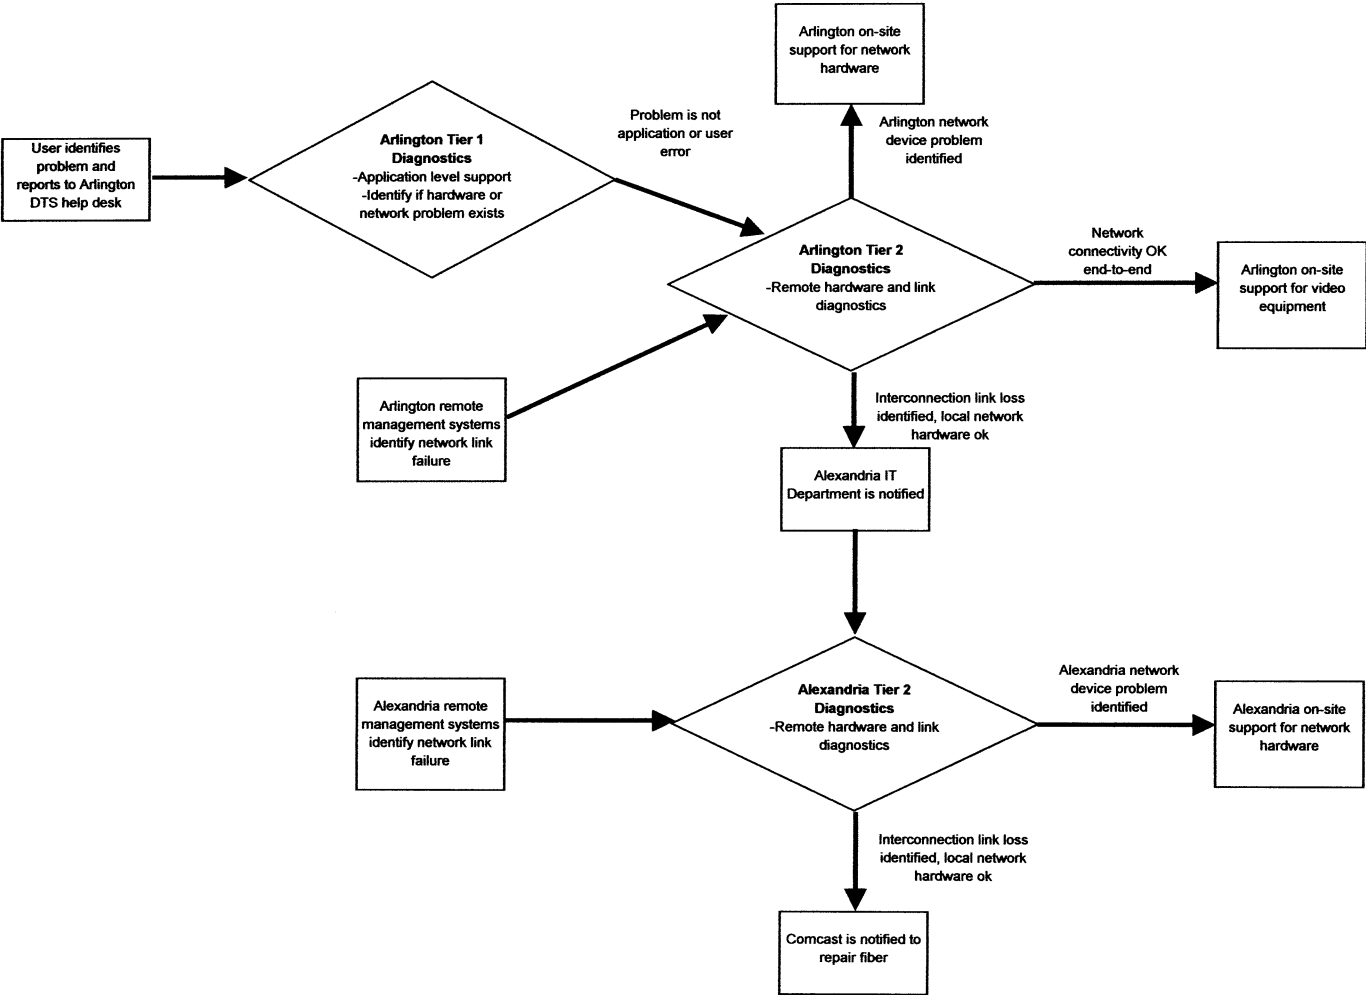 Arlington on-site
support for network
hardware
Problem is not
application or user
error
Arlington network
device problem
identified
User identifies
problem and
reports to Arlington
DTS help desk
Arlington Tier 1
Diagnostics
-Application level support
-Identify if hardware or
network problem exists
Arlington Tier 2
Diagnostics
-Remote hardware and link
diagnostics
Network
connectivity OK
end-to-end
Arlington on-site
support for video
equipment
Arlington remote
management systems
identify network link
failure
Interconnection link loss
identified, local network
hardware ok
Alexandria IT
Department is notified
Alexandria remote
management systems
identify network link
failure
Alexandria Tier 2
Diagnostics
-Remote hardware and link
diagnostics
Alexandria network
device problem
identified
Alexandria on-site
support for network
hardware
Interconnection link loss
identified, local network
hardware ok
Comcast is notified to
repair fiber